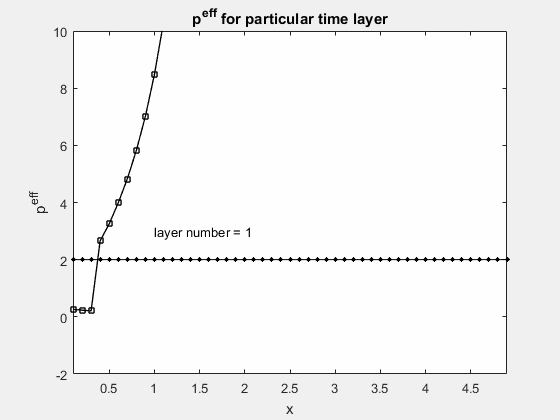 p^eff for particular time layer
10
8
6
4
2
0
-2
p^eff
layer number = 1
0.5 1 1.5 2 2.5 3 3.5 4 4.5
x